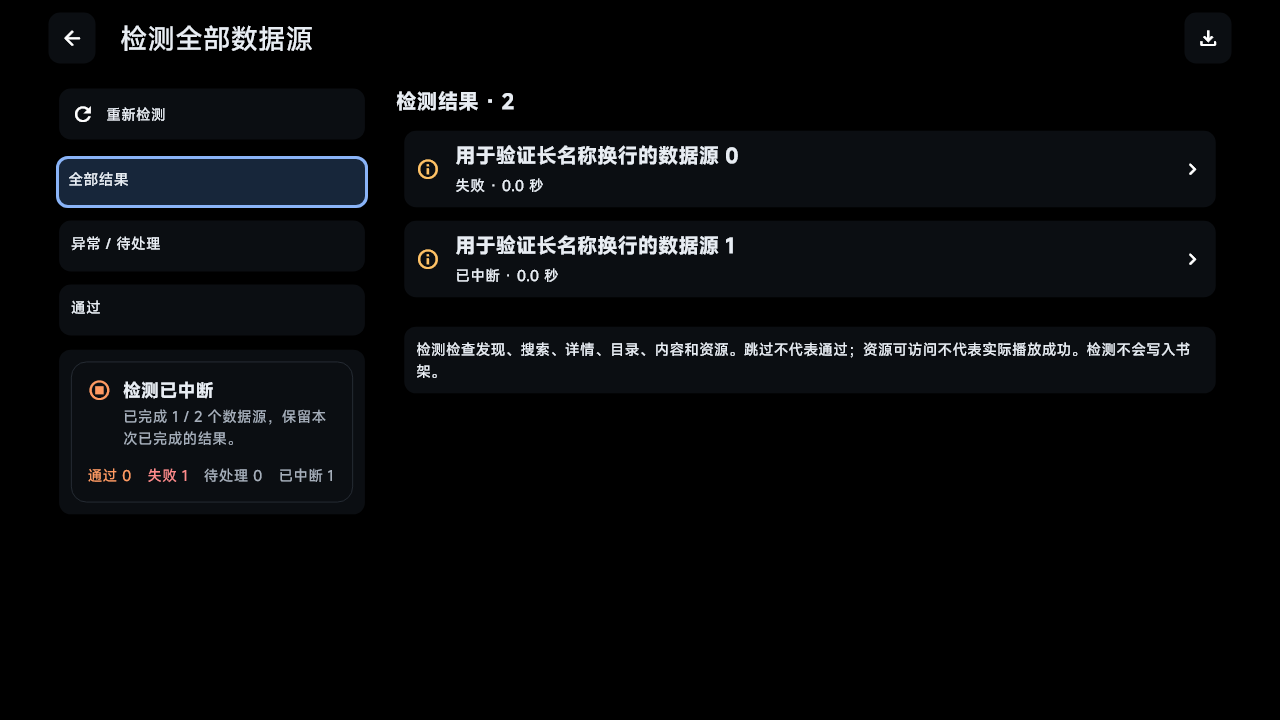 检测全部数据源
重新检测
全部结果
异常 / 待处理
通过
检测已中断
已完成 1 / 2 个数据源，保留本
次已完成的结果。
通过 0 失败 1 待处理 0 已中断 1
检测结果 · 2
用于验证长名称换行的数据源 0
失败 · 0.0 秒
用于验证长名称换行的数据源 1
已中断 · 0.0 秒
检测检查发现、搜索、详情、目录、内容和资源。跳过不代表通过；资源可访问不代表实际播放成功。检测不会写入书
架。